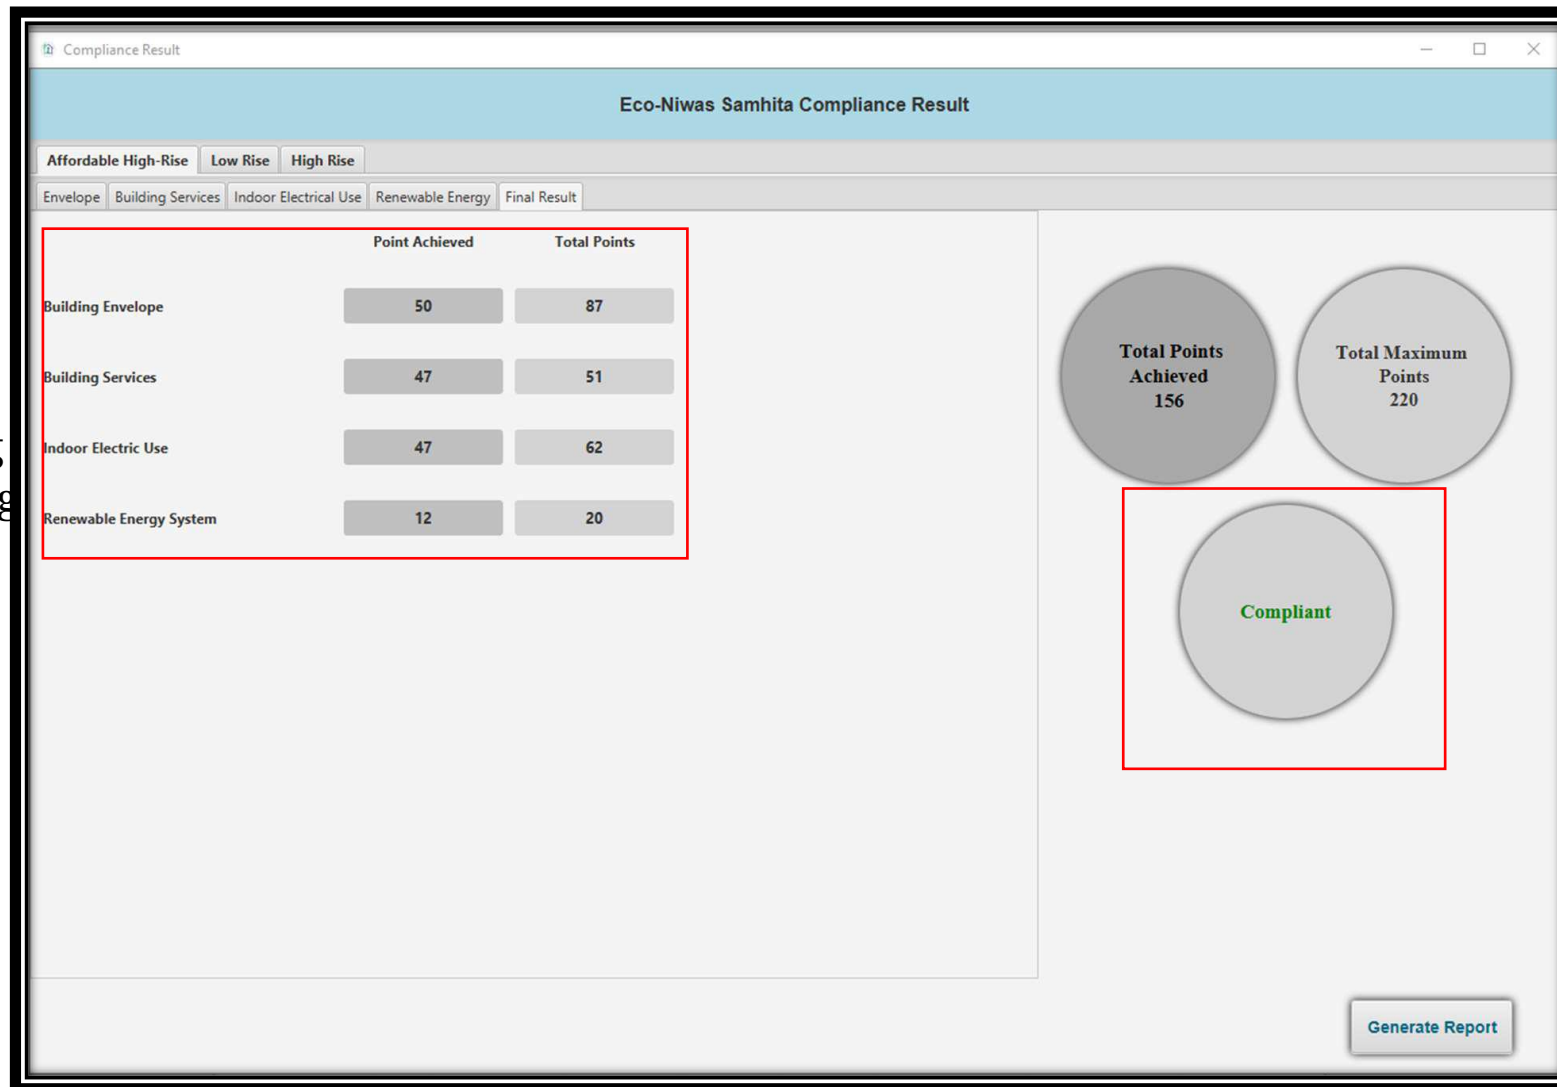 Compliance Result
Eco-Niwas Samhita Compliance Result
Affordable High-Rise Low Rise High Rise
Envelope Building Services Indoor Electrical Use Renewable Energy Final Result
Point Achieved Total Points
Building Envelope 50 87
Building Services 47 51
Indoor Electric Use 47 62
Renewable Energy System 12 20
Total Points
Achieved
156
Total Maximum
Points
220
Compliant
Generate Report